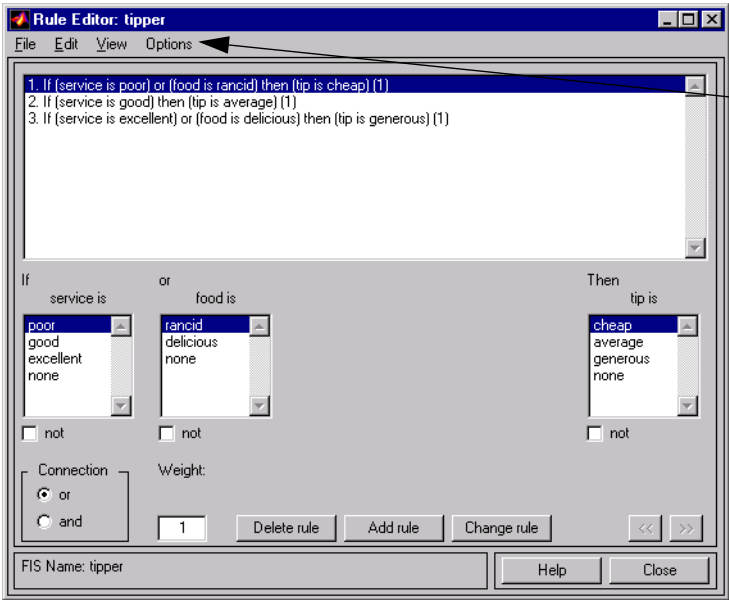 Rule Editor: tipper
File Edit View Options
1. If (service is poor) or (food is rancid) then (tip is cheap) (1)
2. If (service is good) then (tip is average) (1)
3. If (service is excellent) or (food is delicious) then (tip is generous) (1)
If or Then
service is food is tip is
poor rancid cheap
good delicious average
excellent none generous
none none
not not not
Connection Weight:
or
and 1 Delete rule Add rule Change rule << >>
FIS Name: tipper Help Close